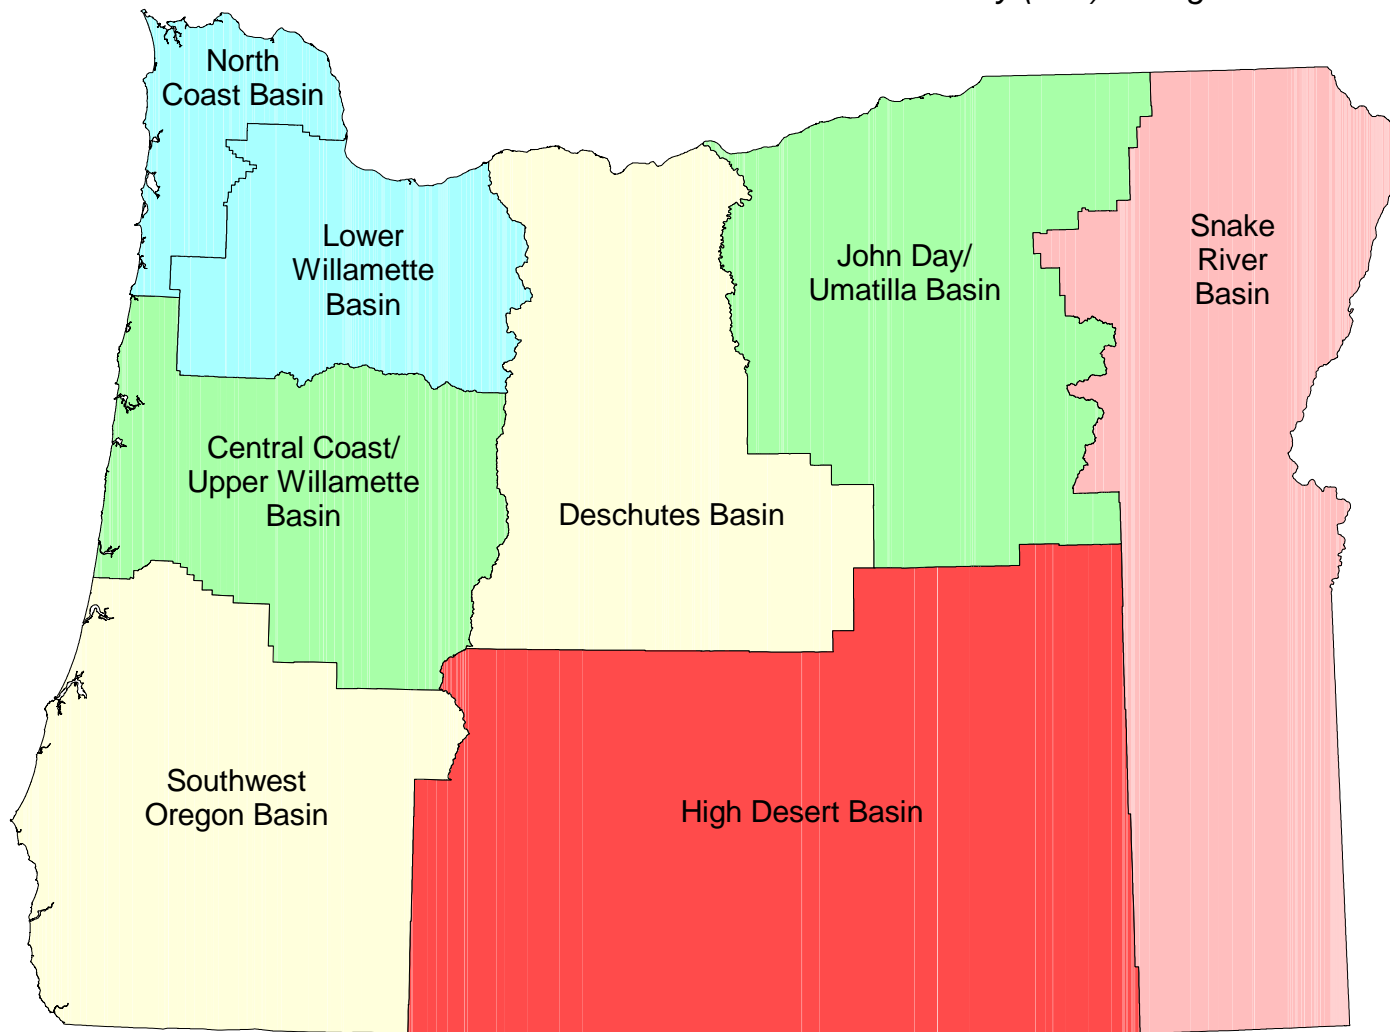 North
Coast Basin
Lower
Willamette
Basin
John Day/
Umatilla Basin
Snake
River
Basin
Central Coast/
Upper Willamette
Basin
Deschutes Basin
Southwest
Oregon Basin
High Desert Basin